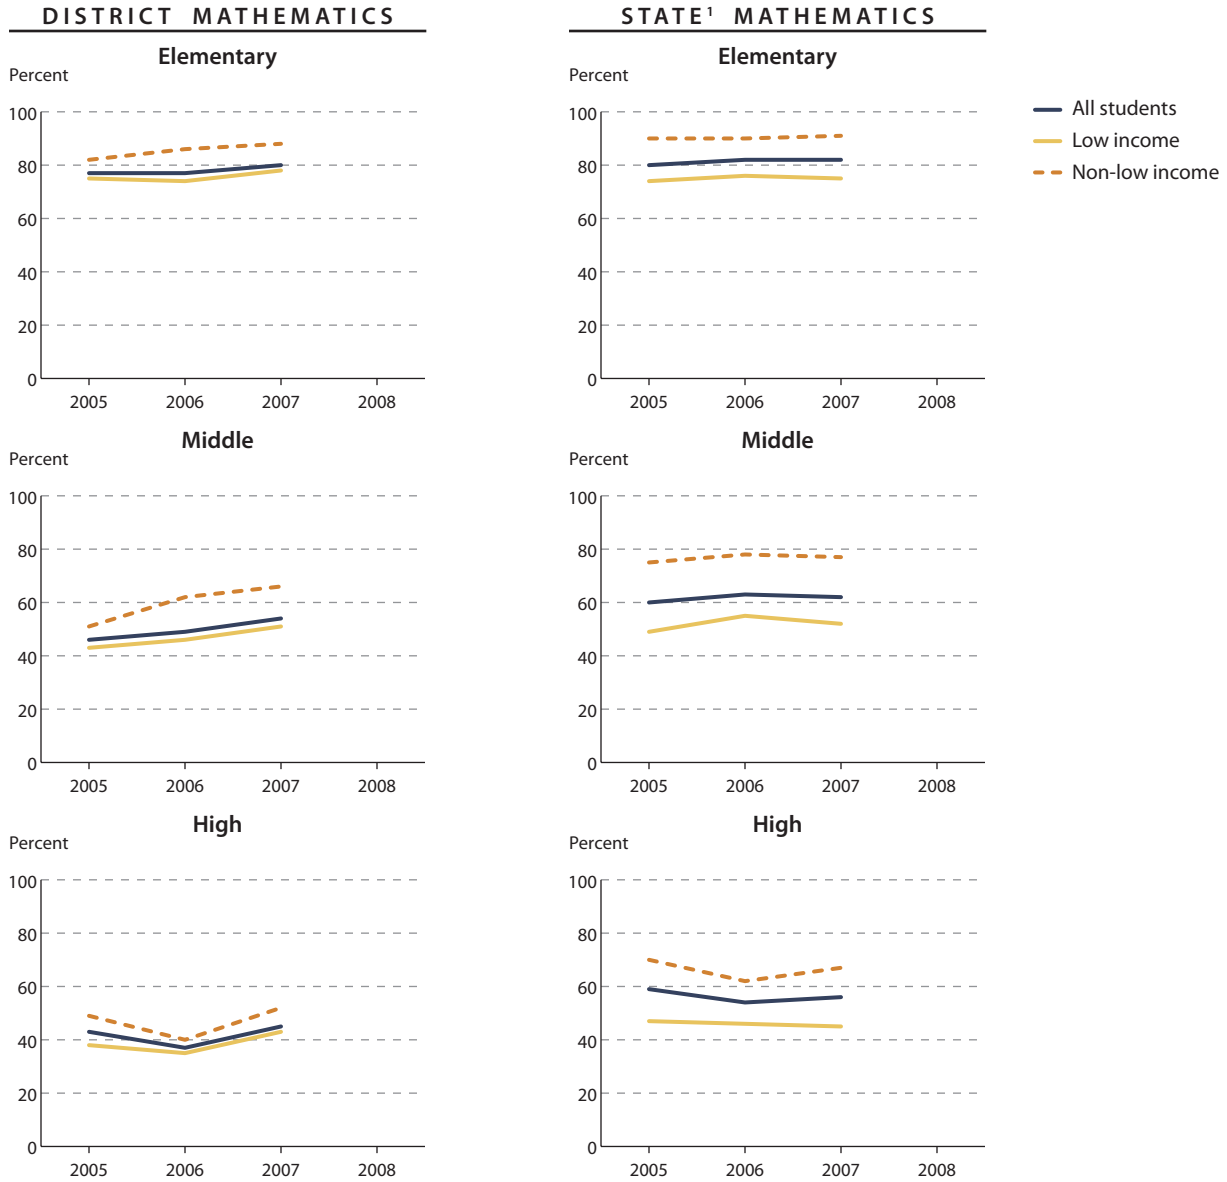 DISTRICT MATHEMATICS
Elementary
Percent
100
80
60
40
20
0
2005 2006 2007 2008
Middle
Percent
100
80
60
40
20
0
2005 2006 2007 2008
High
Percent
100
80
60
40
20
0
2005 2006 2007 2008
STATE¹ MATHEMATICS
Elementary
Percent
100
80
60
40
20
0
2005 2006 2007 2008
Middle
Percent
100
80
60
40
20
0
2005 2006 2007 2008
High
Percent
100
80
60
40
20
0
2005 2006 2007 2008
All students
Low income
Non-low income